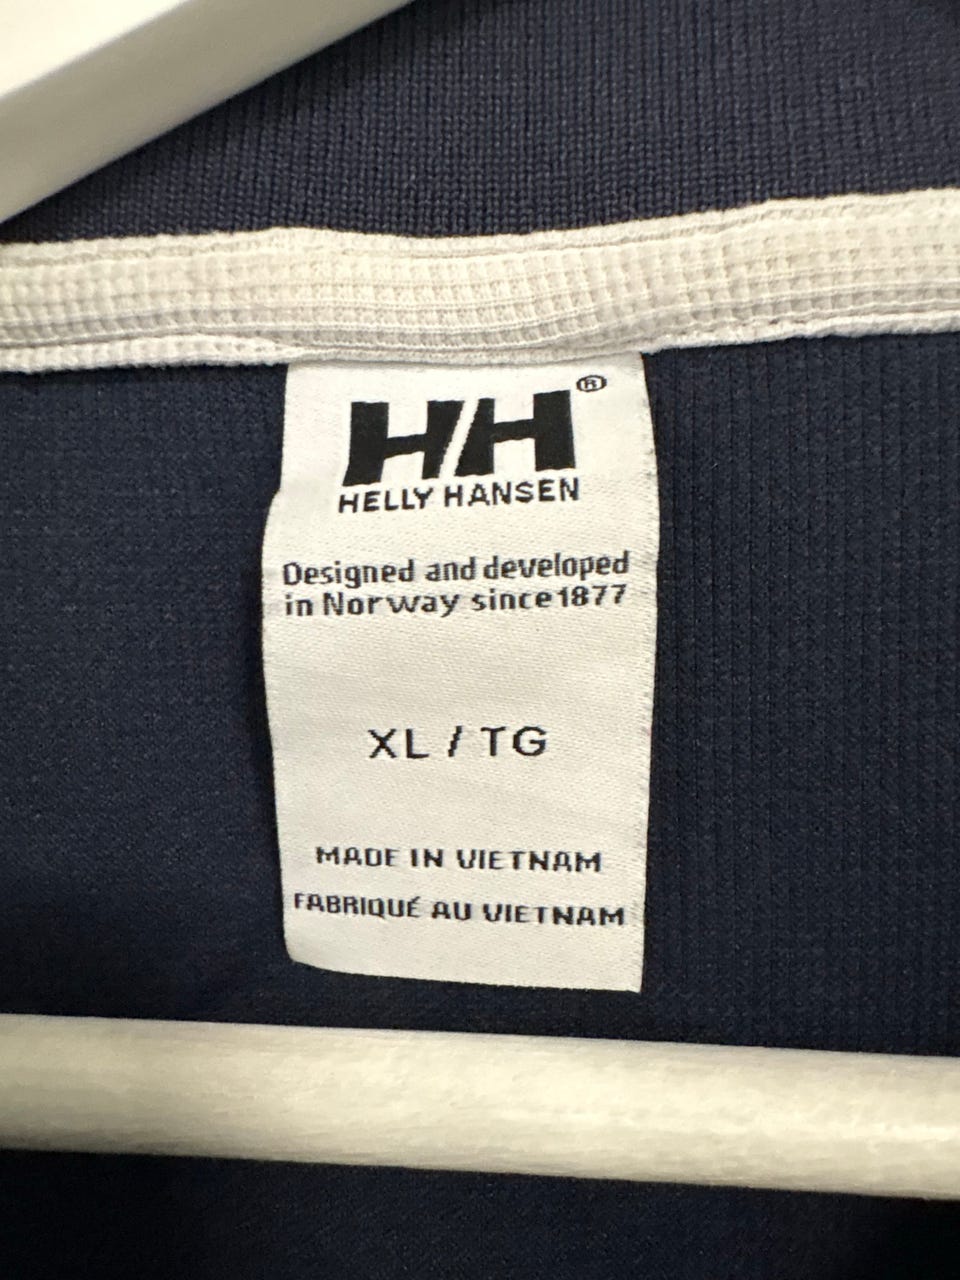 HH®
HELLY HANSEN
Designed and developed
in Norway since 1877
XL / TG
MADE IN VIETNAM
FABRIQUÉ AU VIETNAM